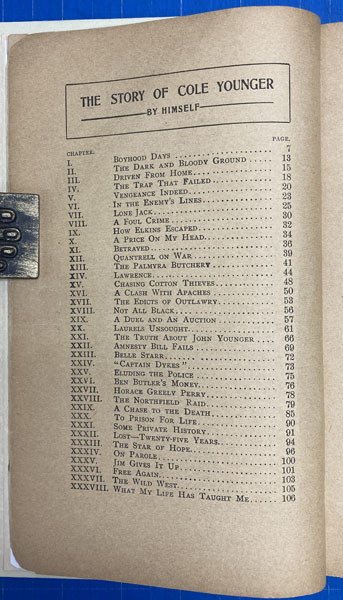 THE STORY OF COLE YOUNGER
BY HIMSELF
CHAPTER. PAGE.
I. BOYHOOD DAYS 7
II. THE DARK AND BLOODY GROUND 13
III. DRIVEN FROM HOME 15
IV. THE TRAP THAT FAILED 18
V. VENGEANCE INDEED 20
VI. IN THE ENEMY'S LINES 23
VII. LONE JACK 25
VIII. A FOUL CRIME 30
IX. HOW ELKINS ESCAPED 32
X. A PRICE ON MY HEAD 34
XI. BETRAYED 36
XII. QUANTRELL ON WAR 39
XIII. THE PALMYRA BUTCHERY 41
XIV. LAWRENCE 44
XV. CHASING COTTON THIEVES 48
XVI. A CLASH WITH APACHES 50
XVII. THE EDICTS OF OUTLAWRY 53
XVIII. NOT ALL BLACK 56
XIX. A DUEL AND AN AUCTION 57
XX. LAURELS UNSOUGHT 61
XXI. THE TRUTH ABOUT JOHN YOUNGER 66
XXII. AMNESTY BILL FAILS 69
XXIII. BELLE STARR 72
XXIV. "CAPTAIN DYKES" 73
XXV. ELUDING THE POLICE 75
XXVI. BEN BUTLER'S MONEY 76
XXVII. HORACE GREELY PERRY 78
XXVIII. THE NORTHFIELD RAID 79
XXIX. A CHASE TO THE DEATH 85
XXX. TO PRISON FOR LIFE 90
XXXI. SOME PRIVATE HISTORY 91
XXXII. LOST—TWENTY-FIVE YEARS 94
XXXIII. THE STAR OF HOPE 96
XXXIV. ON PAROLE 100
XXXV. JIM GIVES IT UP 101
XXXVI. FREE AGAIN 103
XXXVII. THE WILD WEST 105
XXXVIII. WHAT MY LIFE HAS TAUGHT ME 106